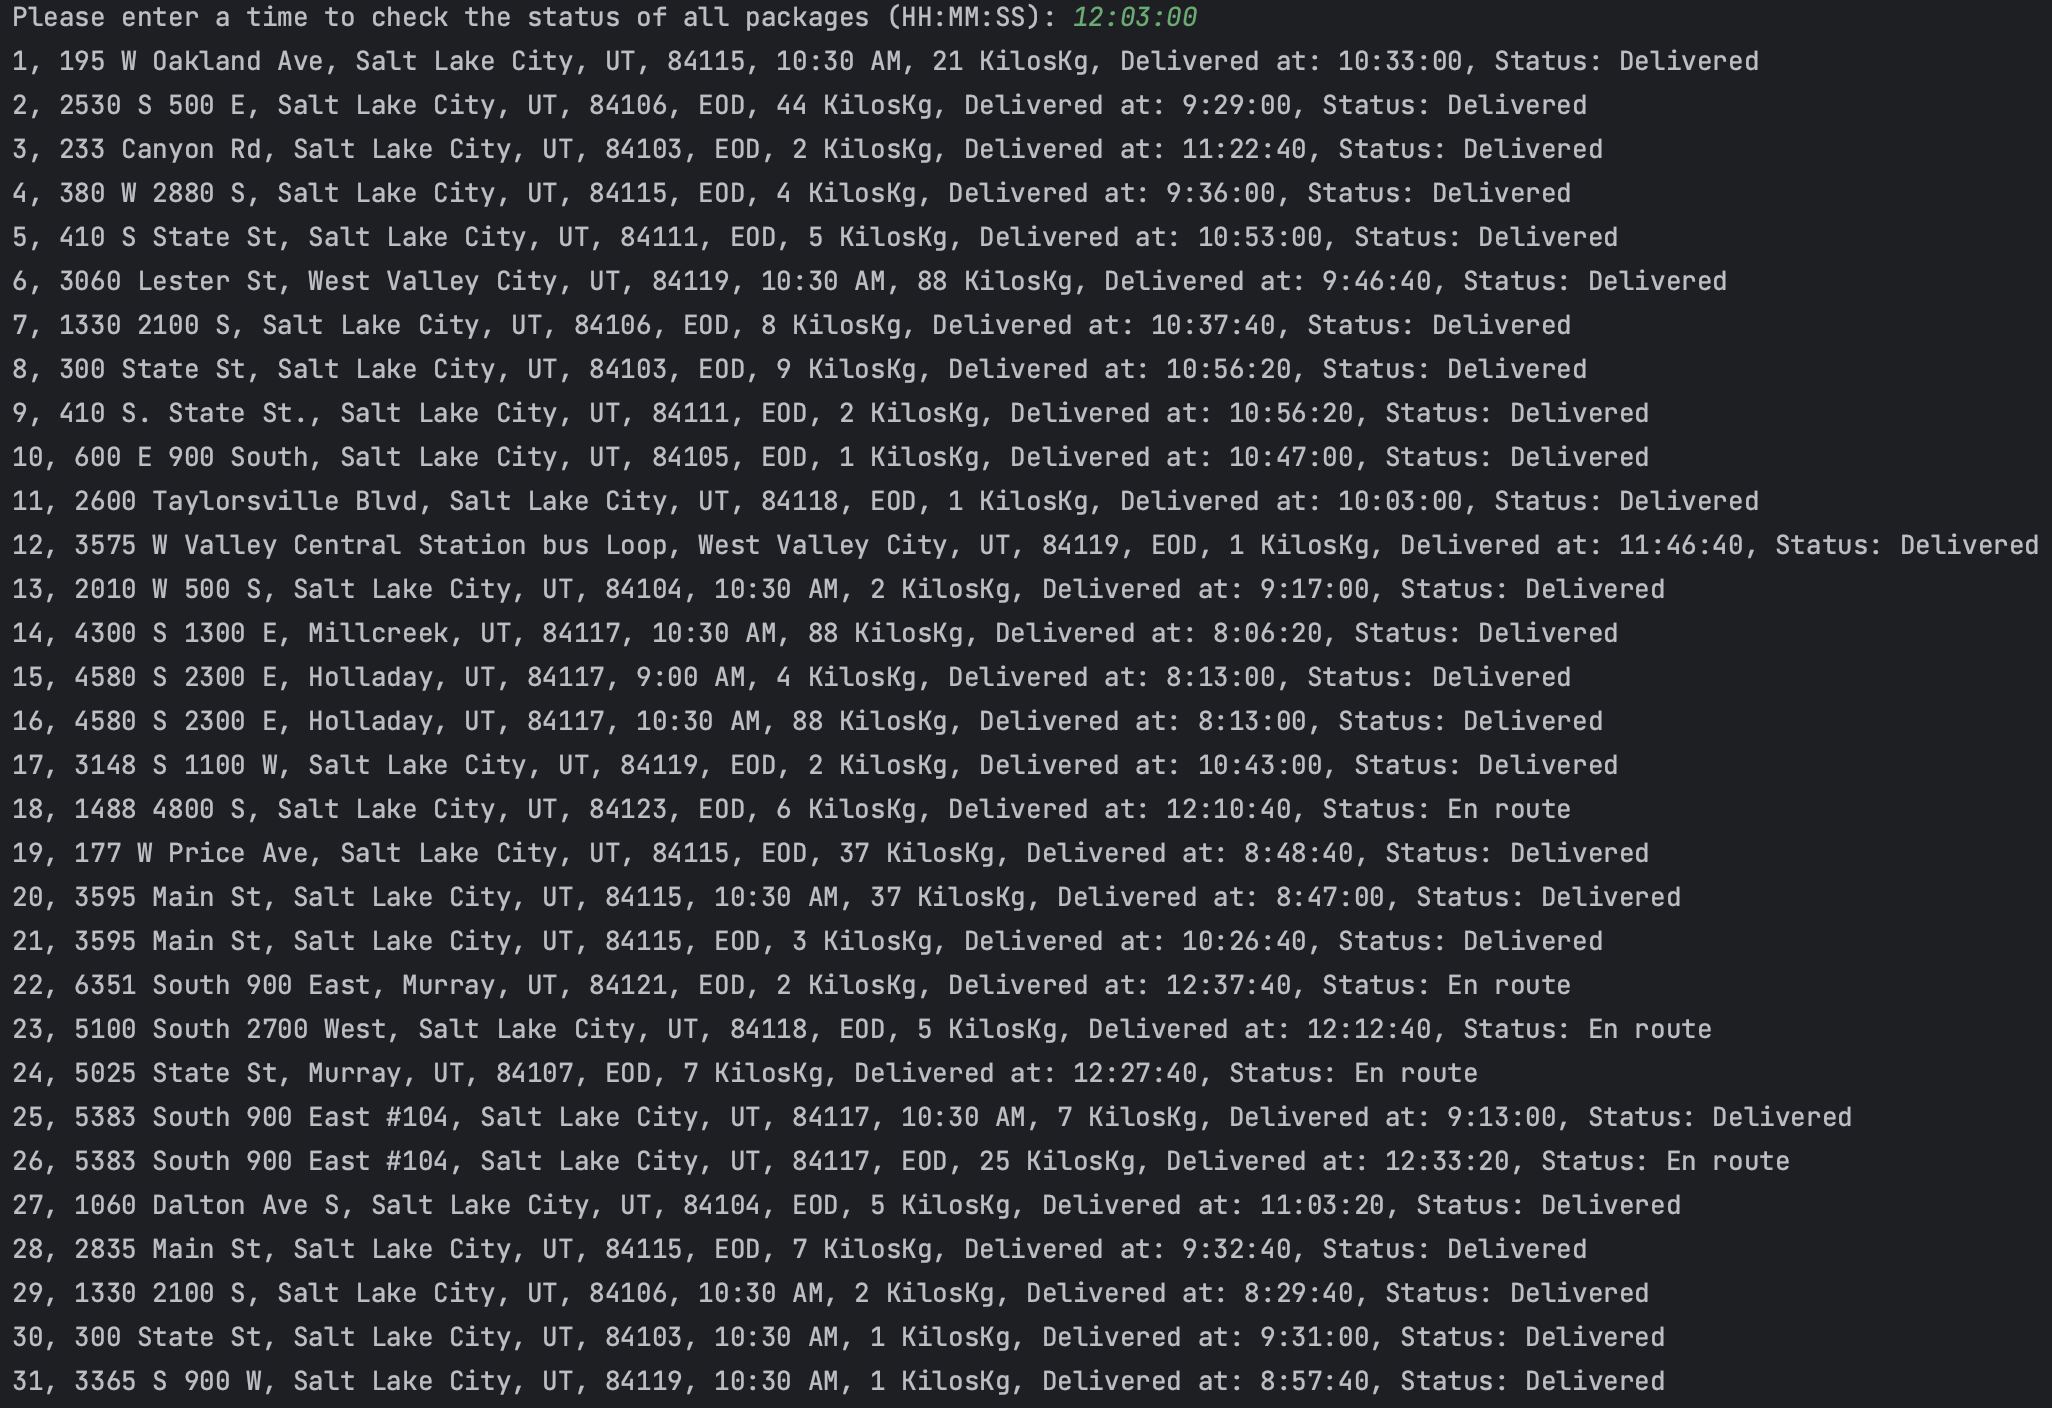 Please enter a time to check the status of all packages (HH:MM:SS): 12:03:00
1, 195 W Oakland Ave, Salt Lake City, UT, 84115, 10:30 AM, 21 KilosKg, Delivered at: 10:33:00, Status: Delivered
2, 2530 S 500 E, Salt Lake City, UT, 84106, EOD, 44 KilosKg, Delivered at: 9:29:00, Status: Delivered
3, 233 Canyon Rd, Salt Lake City, UT, 84103, EOD, 2 KilosKg, Delivered at: 11:22:40, Status: Delivered
4, 380 W 2880 S, Salt Lake City, UT, 84115, EOD, 4 KilosKg, Delivered at: 9:36:00, Status: Delivered
5, 410 S State St, Salt Lake City, UT, 84111, EOD, 5 KilosKg, Delivered at: 10:53:00, Status: Delivered
6, 3060 Lester St, West Valley City, UT, 84119, 10:30 AM, 88 KilosKg, Delivered at: 9:46:40, Status: Delivered
7, 1330 2100 S, Salt Lake City, UT, 84106, EOD, 8 KilosKg, Delivered at: 10:37:40, Status: Delivered
8, 300 State St, Salt Lake City, UT, 84103, EOD, 9 KilosKg, Delivered at: 10:56:20, Status: Delivered
9, 410 S. State St., Salt Lake City, UT, 84111, EOD, 2 KilosKg, Delivered at: 10:56:20, Status: Delivered
10, 600 E 900 South, Salt Lake City, UT, 84105, EOD, 1 KilosKg, Delivered at: 10:47:00, Status: Delivered
11, 2600 Taylorsville Blvd, Salt Lake City, UT, 84118, EOD, 1 KilosKg, Delivered at: 10:03:00, Status: Delivered
12, 3575 W Valley Central Station bus Loop, West Valley City, UT, 84119, EOD, 1 KilosKg, Delivered at: 11:46:40, Status: Delivered
13, 2010 W 500 S, Salt Lake City, UT, 84104, 10:30 AM, 2 KilosKg, Delivered at: 9:17:00, Status: Delivered
14, 4300 S 1300 E, Millcreek, UT, 84117, 10:30 AM, 88 KilosKg, Delivered at: 8:06:20, Status: Delivered
15, 4580 S 2300 E, Holladay, UT, 84117, 9:00 AM, 4 KilosKg, Delivered at: 8:13:00, Status: Delivered
16, 4580 S 2300 E, Holladay, UT, 84117, 10:30 AM, 88 KilosKg, Delivered at: 8:13:00, Status: Delivered
17, 3148 S 1100 W, Salt Lake City, UT, 84119, EOD, 2 KilosKg, Delivered at: 10:43:00, Status: Delivered
18, 1488 4800 S, Salt Lake City, UT, 84123, EOD, 6 KilosKg, Delivered at: 12:10:40, Status: En route
19, 177 W Price Ave, Salt Lake City, UT, 84115, EOD, 37 KilosKg, Delivered at: 8:48:40, Status: Delivered
20, 3595 Main St, Salt Lake City, UT, 84115, 10:30 AM, 37 KilosKg, Delivered at: 8:47:00, Status: Delivered
21, 3595 Main St, Salt Lake City, UT, 84115, EOD, 3 KilosKg, Delivered at: 10:26:40, Status: Delivered
22, 6351 South 900 East, Murray, UT, 84121, EOD, 2 KilosKg, Delivered at: 12:37:40, Status: En route
23, 5100 South 2700 West, Salt Lake City, UT, 84118, EOD, 5 KilosKg, Delivered at: 12:12:40, Status: En route
24, 5025 State St, Murray, UT, 84107, EOD, 7 KilosKg, Delivered at: 12:27:40, Status: En route
25, 5383 South 900 East #104, Salt Lake City, UT, 84117, 10:30 AM, 7 KilosKg, Delivered at: 9:13:00, Status: Delivered
26, 5383 South 900 East #104, Salt Lake City, UT, 84117, EOD, 25 KilosKg, Delivered at: 12:33:20, Status: En route
27, 1060 Dalton Ave S, Salt Lake City, UT, 84104, EOD, 5 KilosKg, Delivered at: 11:03:20, Status: Delivered
28, 2835 Main St, Salt Lake City, UT, 84115, EOD, 7 KilosKg, Delivered at: 9:32:40, Status: Delivered
29, 1330 2100 S, Salt Lake City, UT, 84106, 10:30 AM, 2 KilosKg, Delivered at: 8:29:40, Status: Delivered
30, 300 State St, Salt Lake City, UT, 84103, 10:30 AM, 1 KilosKg, Delivered at: 9:31:00, Status: Delivered
31, 3365 S 900 W, Salt Lake City, UT, 84119, 10:30 AM, 1 KilosKg, Delivered at: 8:57:40, Status: Delivered